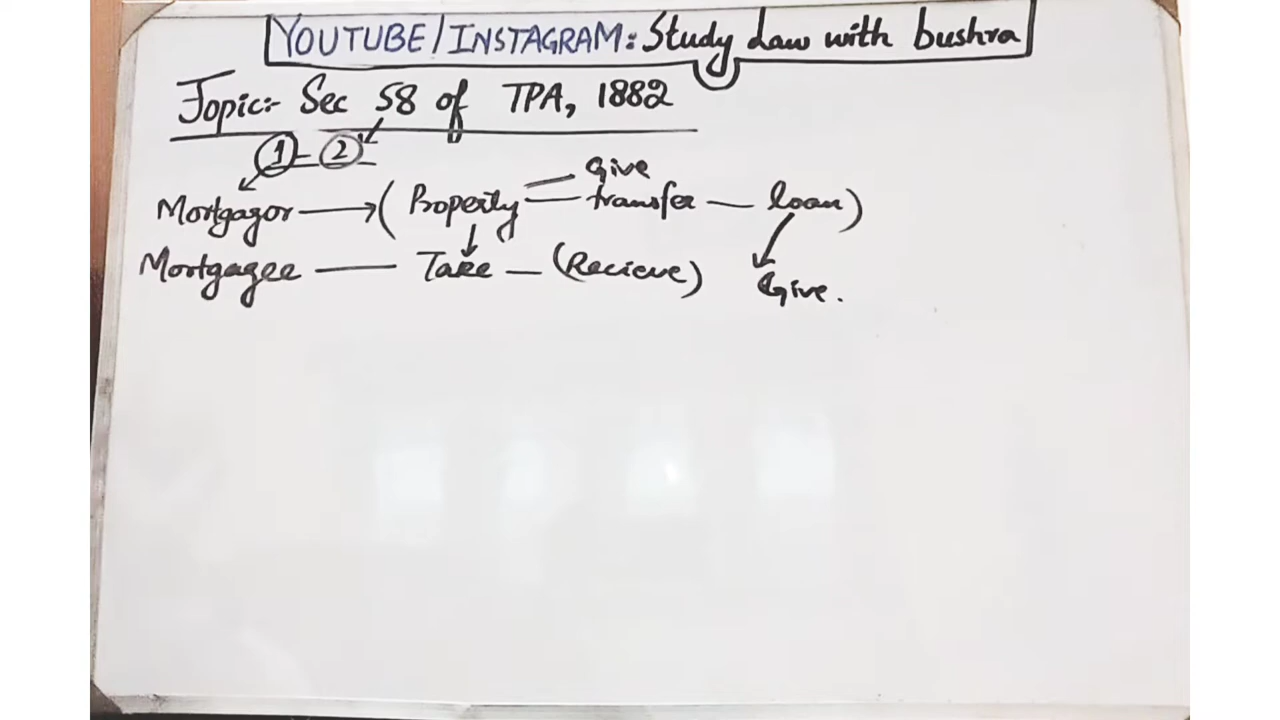 YOUTUBE/INSTAGRAM: Study Law with bushra
Topic:- Sec 58 of TPA, 1882
1 - 2
Give
Mortgagor → (Property = transfer — loan)
Mortgagee — Take — (Recieve)
Give.